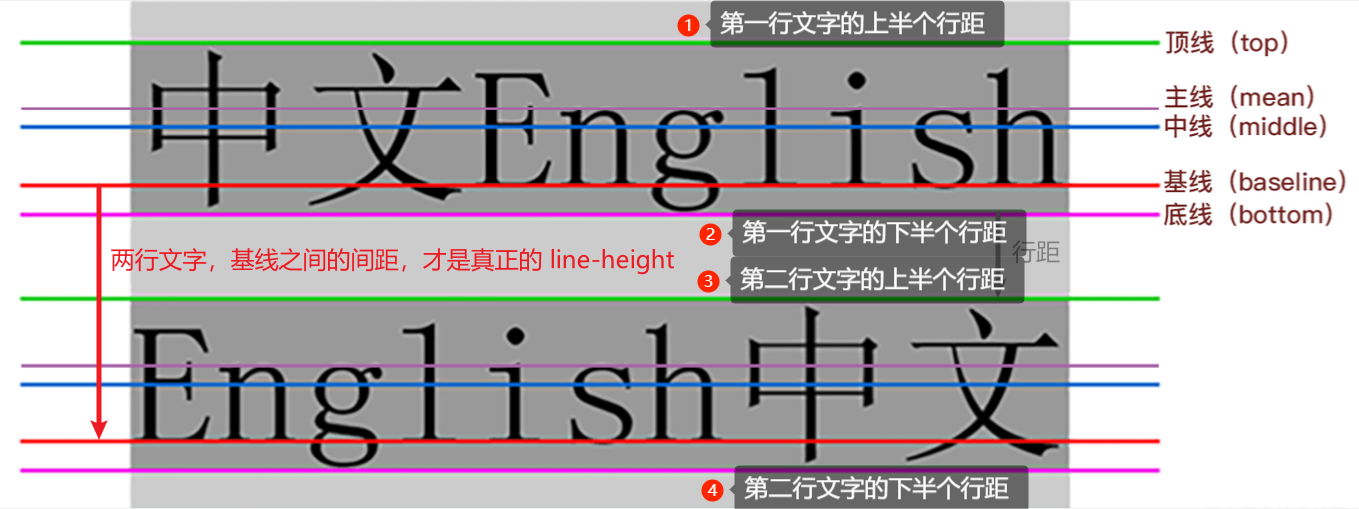 1 第一行文字的上半个行距
顶线（top）
中文English
主线（mean）
中线（middle）
基线（baseline）
底线（bottom）
2 第一行文字的下半个行距
行距
两行文字，基线之间的间距，才是真正的 line-height
3 第二行文字的上半个行距
English中文
4 第二行文字的下半个行距